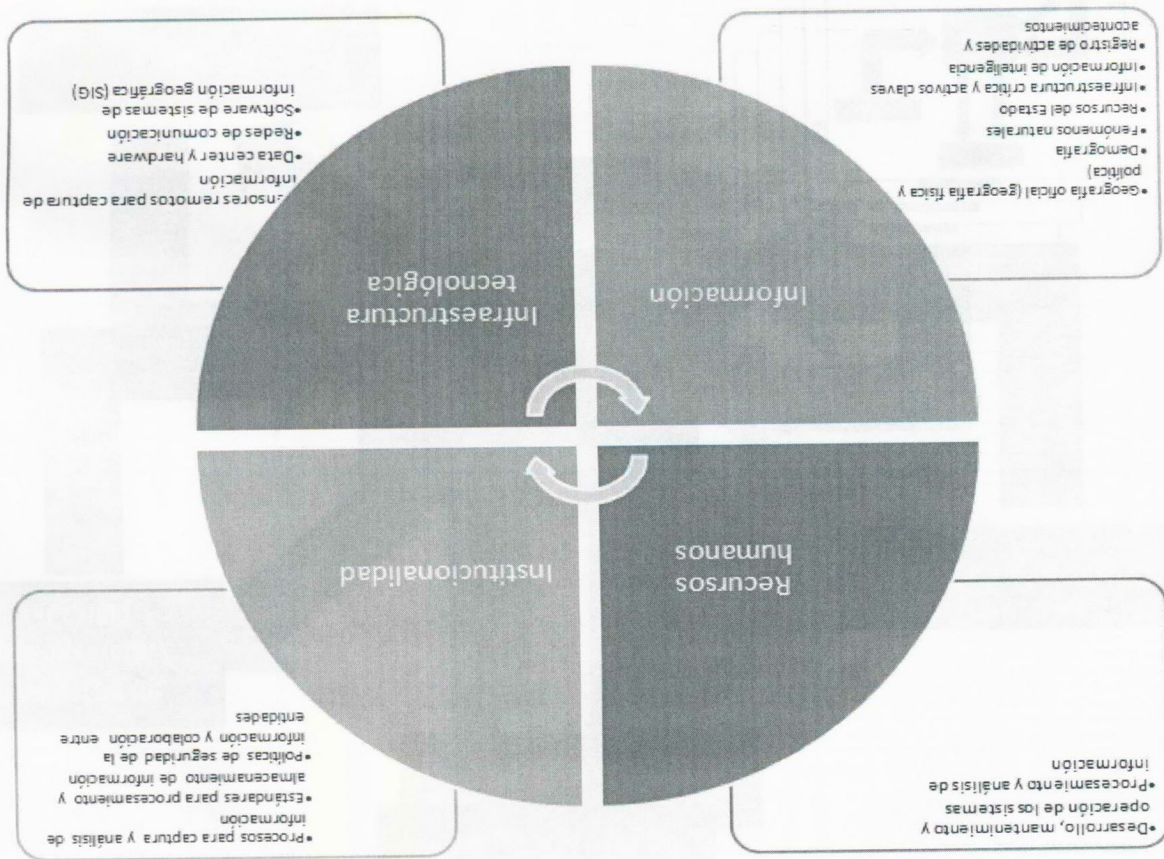 •Desarrollo, mantenimiento y
operación de los sistemas
•Procesamiento y análisis de
información
•Procesos para captura y análisis de
información
•Estándares para procesamiento y
almacenamiento de información
•Políticas de seguridad de la
información y colaboración entre
entidades
Recursos
humanos
Institucionalidad
Información
Infraestructura
tecnológica
•Geografía oficial (geografía física y
política)
•Demografía
•Fenómenos naturales
•Recursos del Estado
•Infraestructura crítica y activos claves
•Información de inteligencia
•Registro de actividades y
acontecimientos
ensores remotos para captura de
información
•Data center y hardware
•Redes de comunicación
•Software de sistemas de
información geográfica (SIG)